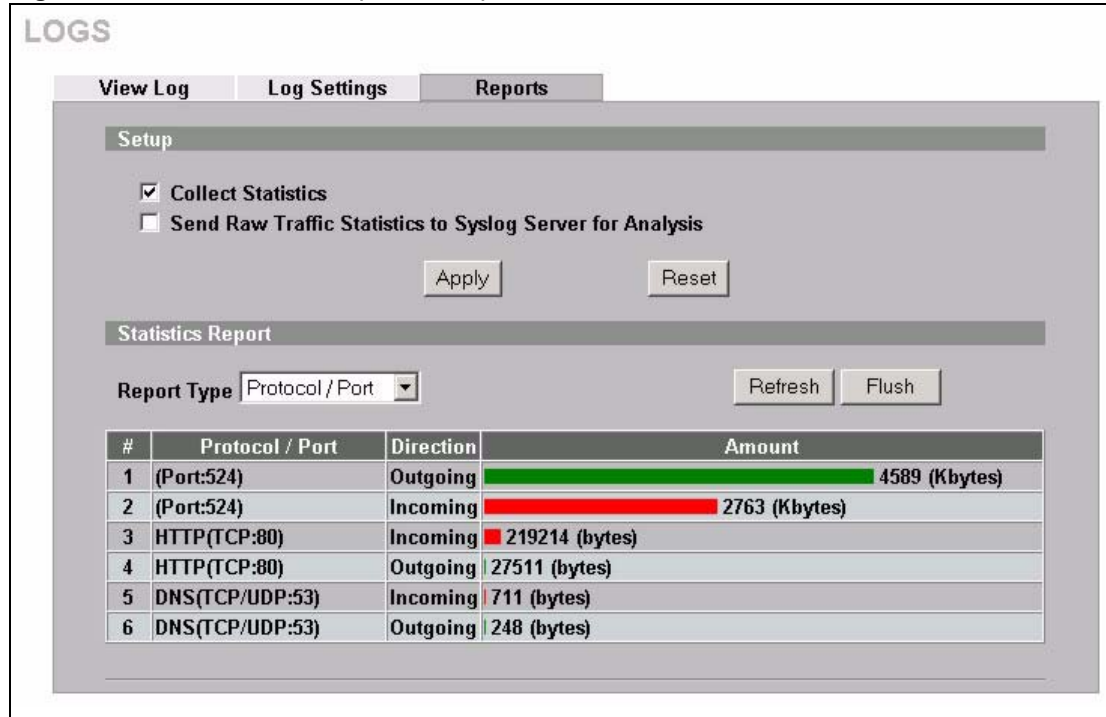 LOGS
View Log Log Settings Reports
Setup
Collect Statistics
Send Raw Traffic Statistics to Syslog Server for Analysis
Apply Reset
Statistics Report
Report Type Protocol / Port Refresh Flush
# Protocol / Port Direction Amount
1 (Port:524) Outgoing 4589 (Kbytes)
2 (Port:524) Incoming 2763 (Kbytes)
3 HTTP(TCP:80) Incoming 219214 (bytes)
4 HTTP(TCP:80) Outgoing 27511 (bytes)
5 DNS(TCP/UDP:53) Incoming 711 (bytes)
6 DNS(TCP/UDP:53) Outgoing 248 (bytes)